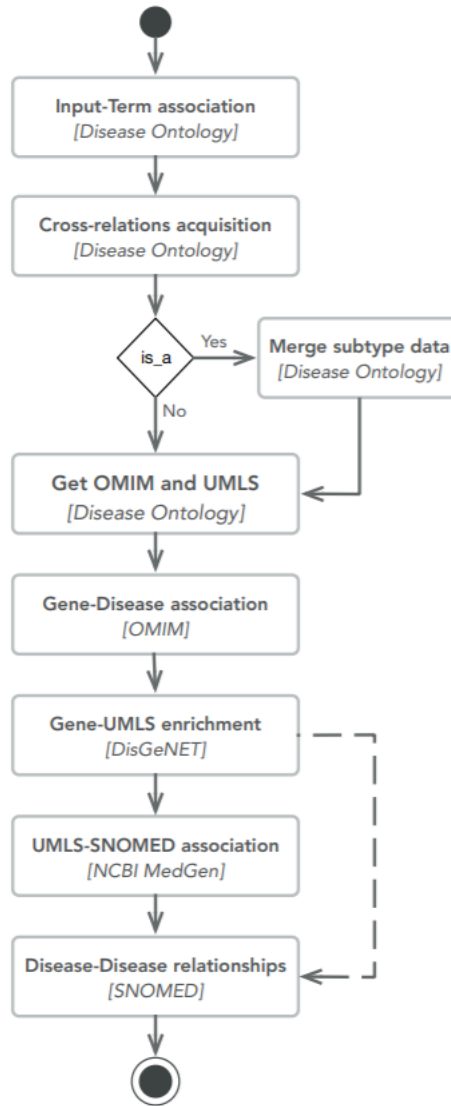 Input-Term association
[Disease Ontology]
Cross-relations acquisition
[Disease Ontology]
is_a
Yes
Merge subtype data
[Disease Ontology]
No
Get OMIM and UMLS
[Disease Ontology]
Gene-Disease association
[OMIM]
Gene-UMLS enrichment
[DisGeNET]
UMLS-SNOMED association
[NCBI MedGen]
Disease-Disease relationships
[SNOMED]